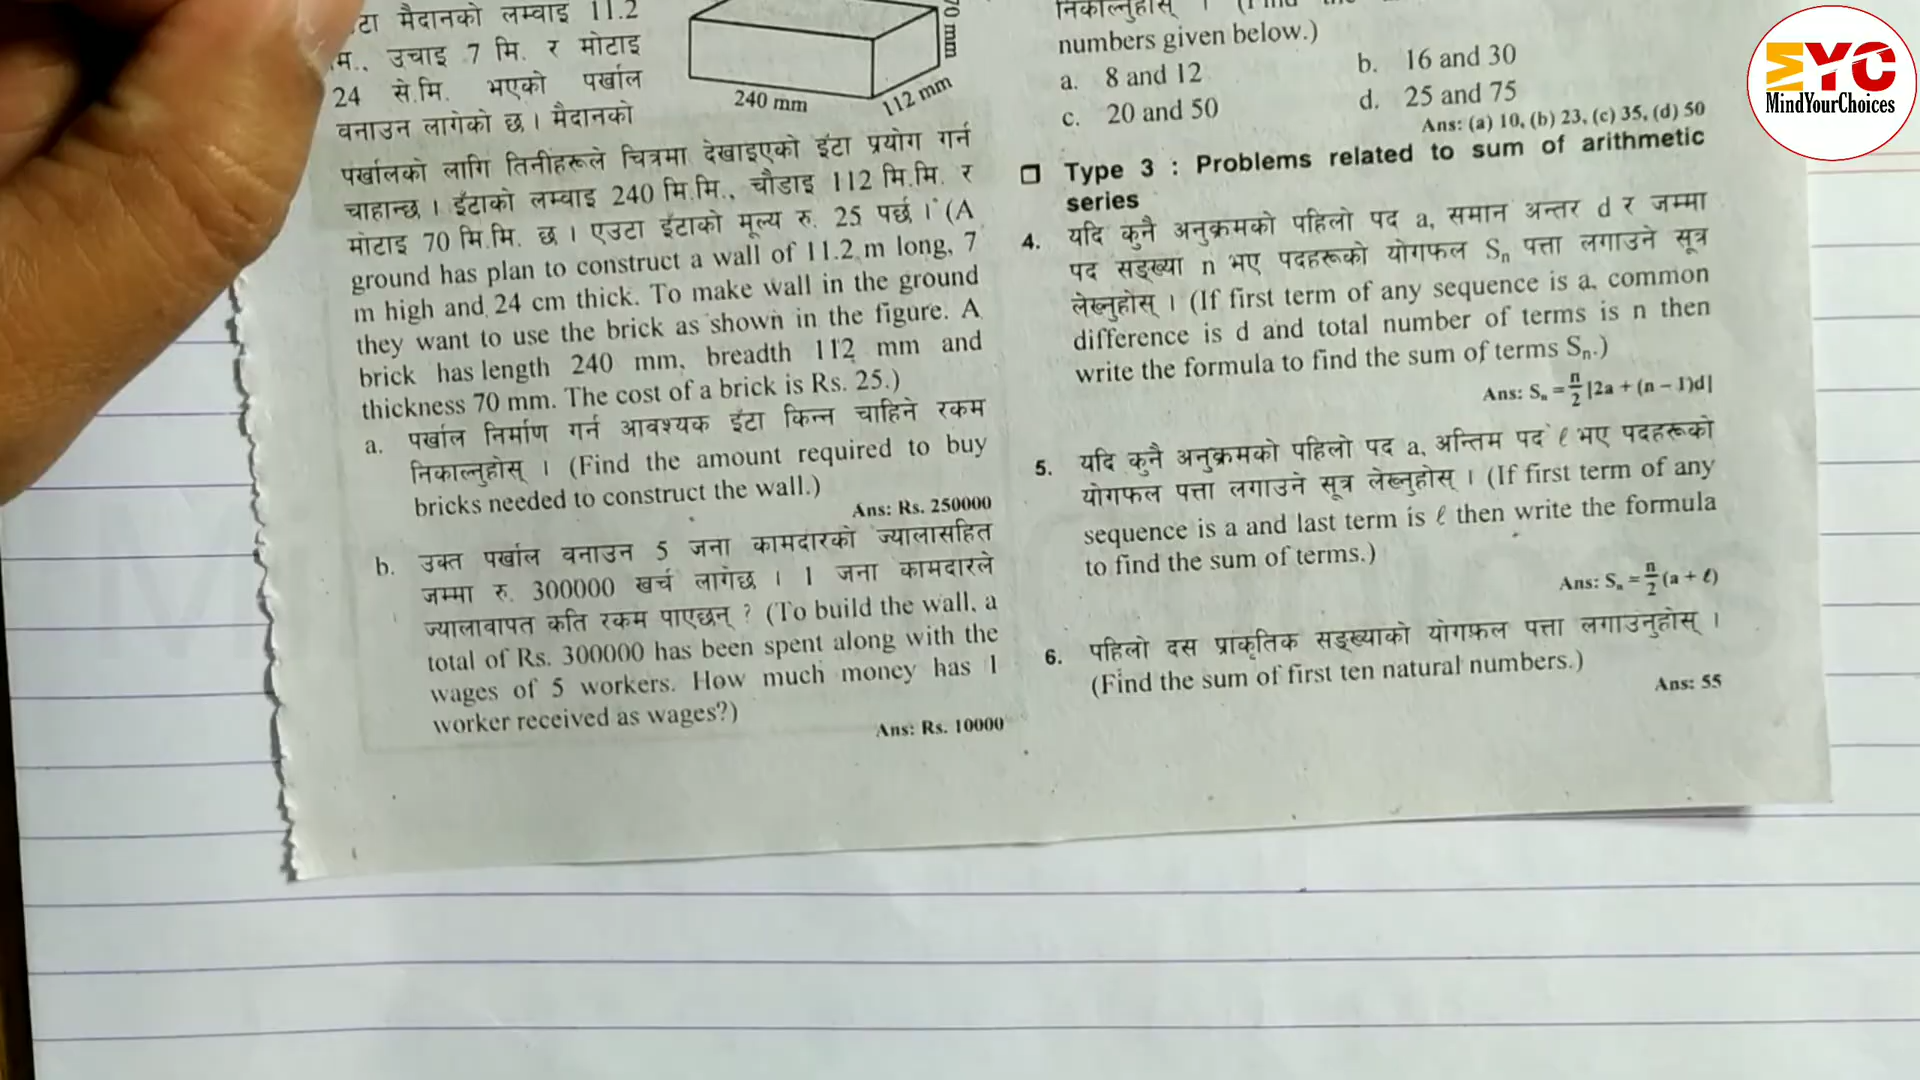 टा मैदानको लम्वाइ 11.2
उचाइ 7 मि. र मोटाइ
24 से.मि. भएको पर्खाल
वनाउन लागेको छ । मैदानको
240 mm
112 mm
70 mm
पर्खालको लागि तिनीहरूले चित्रमा देखाइएको इँटा प्रयोग गर्न
चाहान्छ । इँटाको लम्वाइ 240 मि.मि., चौडाइ 112 मि.मि. र
मोटाइ 70 मि.मि. छ । एउटा इँटाको मूल्य रु. 25 पर्छ । (A
ground has plan to construct a wall of 11.2 m long, 7
m high and 24 cm thick. To make wall in the ground
they want to use the brick as shown in the figure. A
brick has length 240 mm, breadth 112 mm and
thickness 70 mm. The cost of a brick is Rs. 25.)
a. पर्खाल निर्माण गर्न आवश्यक इँटा किन्न चाहिने रकम
निकाल्नुहोस् । (Find the amount required to buy
bricks needed to construct the wall.)
Ans: Rs. 250000
b. उक्त पर्खाल वनाउन 5 जना कामदारको ज्यालासहित
जम्मा रु. 300000 खर्च लागेछ । 1 जना कामदारले
ज्यालावापत कति रकम पाएछन् ? (To build the wall, a
total of Rs. 300000 has been spent along with the
wages of 5 workers. How much money has 1
worker received as wages?)
Ans: Rs. 10000
निकाल्नुहोस् ।
numbers given below.)
a. 8 and 12
b. 16 and 30
c. 20 and 50
d. 25 and 75
Ans: (a) 10, (b) 23, (c) 35, (d) 50
Type 3 : Problems related to sum of arithmetic
series
4. यदि कुनै अनुक्रमको पहिलो पद a, समान अन्तर d र जम्मा
पद सङ्ख्या n भए पदहरूको योगफल Sₙ पत्ता लगाउने सूत्र
लेख्नुहोस् । (If first term of any sequence is a, common
difference is d and total number of terms is n then
write the formula to find the sum of terms Sₙ.)
Ans: Sₙ = n/2 [2a + (n – 1)d]
5. यदि कुनै अनुक्रमको पहिलो पद a, अन्तिम पद ℓ भए पदहरूको
योगफल पत्ता लगाउने सूत्र लेख्नुहोस् । (If first term of any
sequence is a and last term is ℓ then write the formula
to find the sum of terms.)
Ans: Sₙ = n/2 (a + ℓ)
6. पहिलो दस प्राकृतिक सङ्ख्याको योगफल पत्ता लगाउनुहोस् ।
(Find the sum of first ten natural numbers.)
Ans: 55
MYC
MindYourChoices